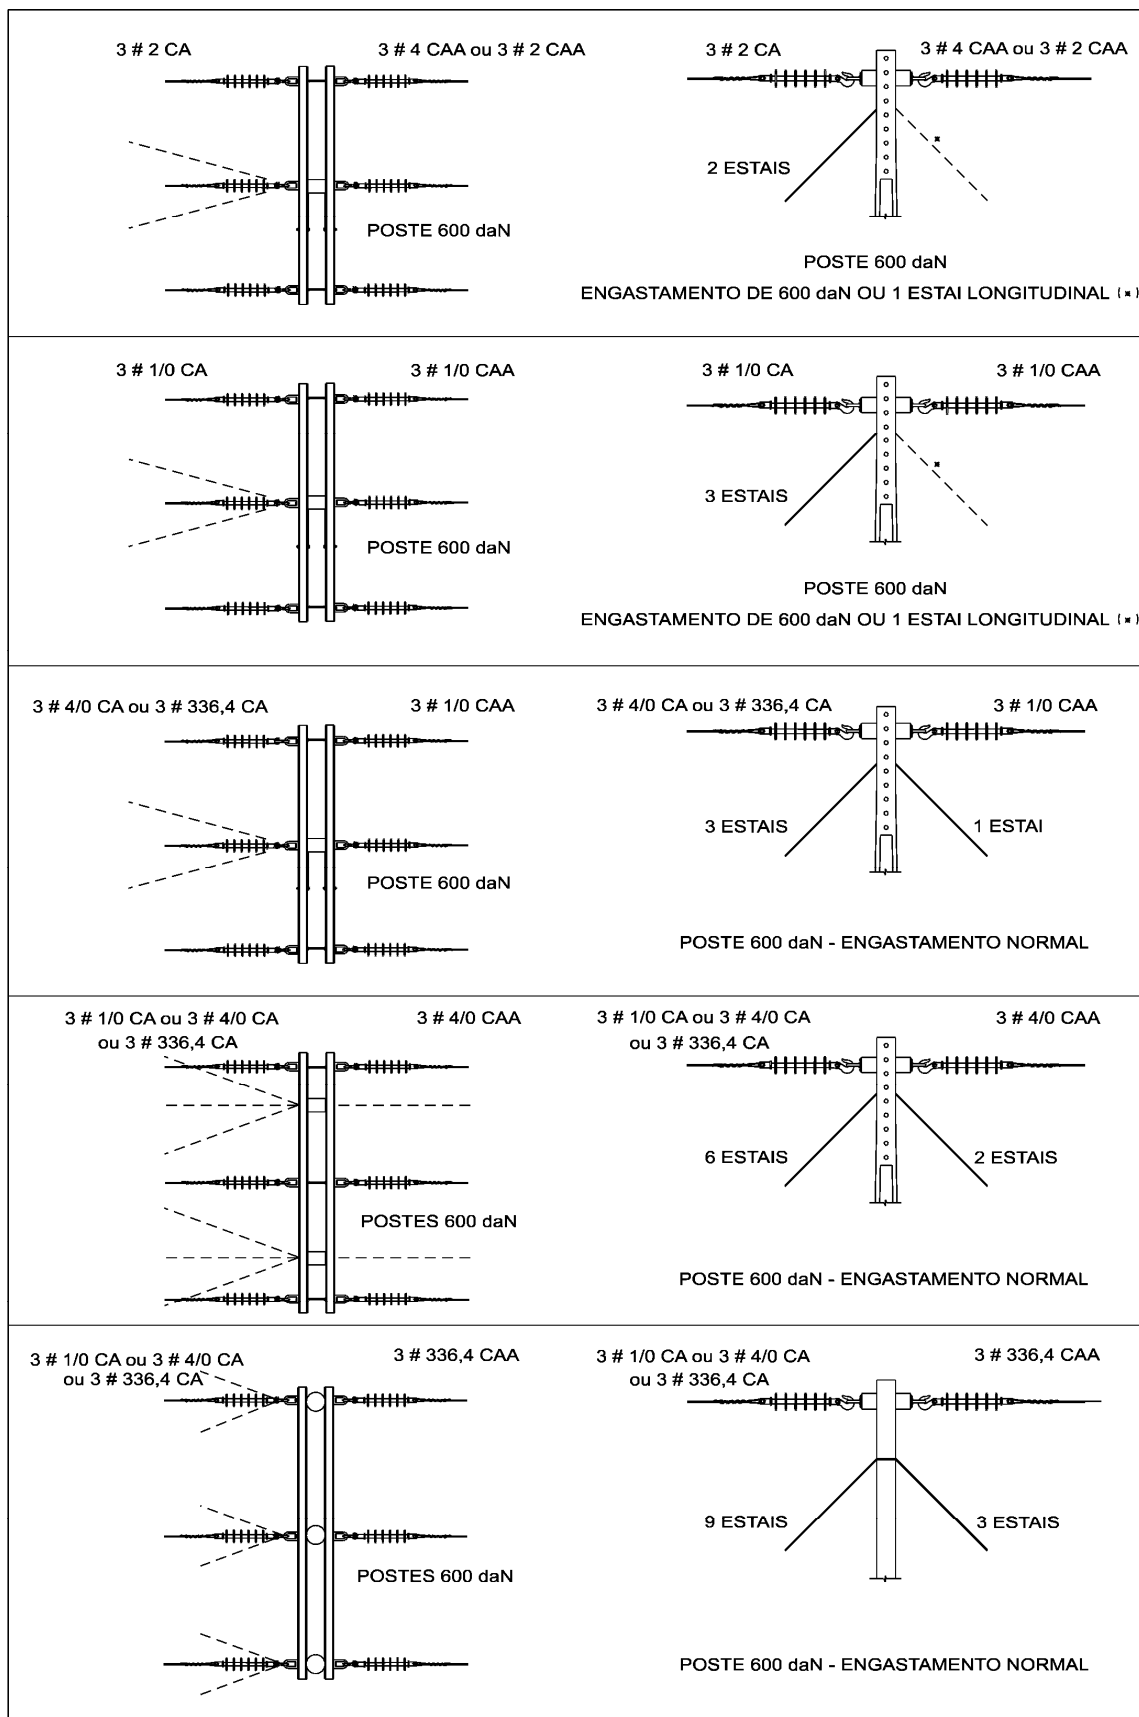 3 # 2 CA
3 # 4 CAA ou 3 # 2 CAA
POSTE 600 daN
3 # 2 CA
3 # 4 CAA ou 3 # 2 CAA
2 ESTAIS
POSTE 600 daN
ENGASTAMENTO DE 600 daN OU 1 ESTAI LONGITUDINAL (*)
3 # 1/0 CA
3 # 1/0 CAA
POSTE 600 daN
3 # 1/0 CA
3 # 1/0 CAA
3 ESTAIS
POSTE 600 daN
ENGASTAMENTO DE 600 daN OU 1 ESTAI LONGITUDINAL (*)
3 # 4/0 CA ou 3 # 336,4 CA
3 # 1/0 CAA
POSTE 600 daN
3 # 4/0 CA ou 3 # 336,4 CA
3 # 1/0 CAA
3 ESTAIS
1 ESTAI
POSTE 600 daN - ENGASTAMENTO NORMAL
3 # 1/0 CA ou 3 # 4/0 CA
ou 3 # 336,4 CA
3 # 4/0 CAA
POSTES 600 daN
3 # 1/0 CA ou 3 # 4/0 CA
ou 3 # 336,4 CA
3 # 4/0 CAA
6 ESTAIS
2 ESTAIS
POSTE 600 daN - ENGASTAMENTO NORMAL
3 # 1/0 CA ou 3 # 4/0 CA
ou 3 # 336,4 CA
3 # 336,4 CAA
POSTES 600 daN
3 # 1/0 CA ou 3 # 4/0 CA
ou 3 # 336,4 CA
3 # 336,4 CAA
9 ESTAIS
3 ESTAIS
POSTE 600 daN - ENGASTAMENTO NORMAL